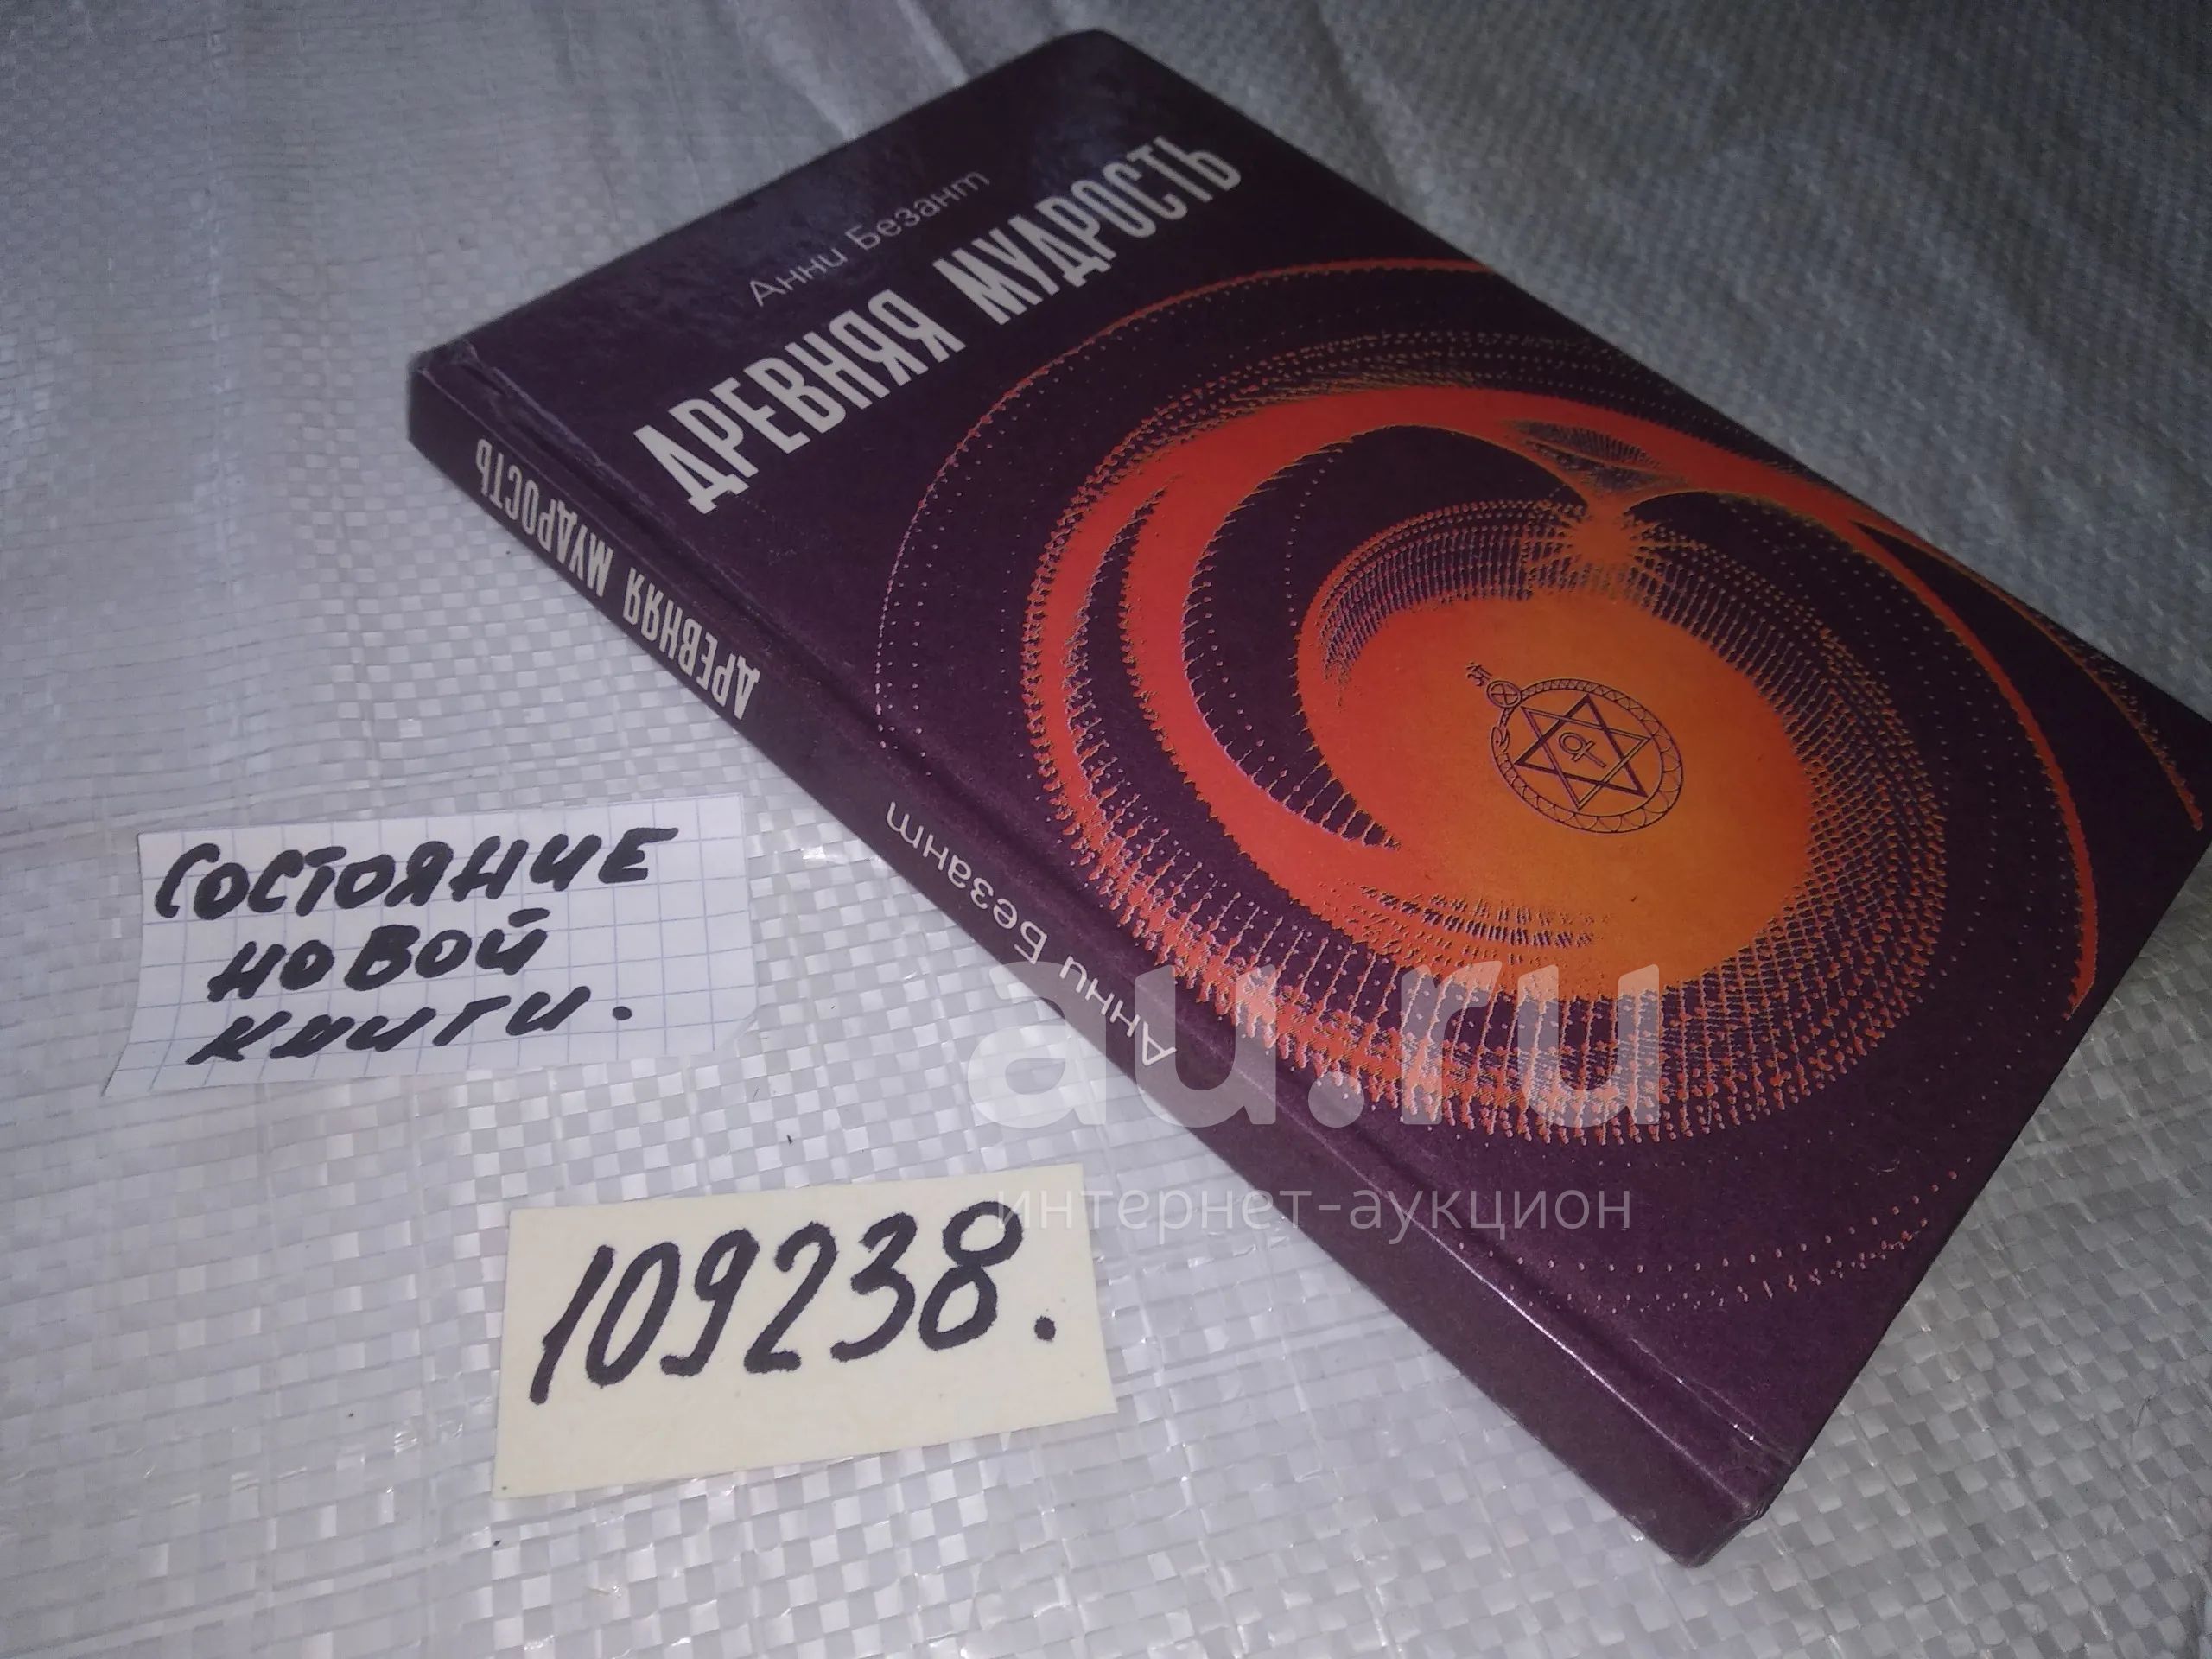 Анни Безант
ДРЕВНЯЯ МУДРОСТЬ
ДРЕВНЯЯ МУДРОСТЬ
Анни Безант
СОСТОЯНИЕ
НОВОЙ
КНИГИ.
109238.
au.ru
интернет-аукцион